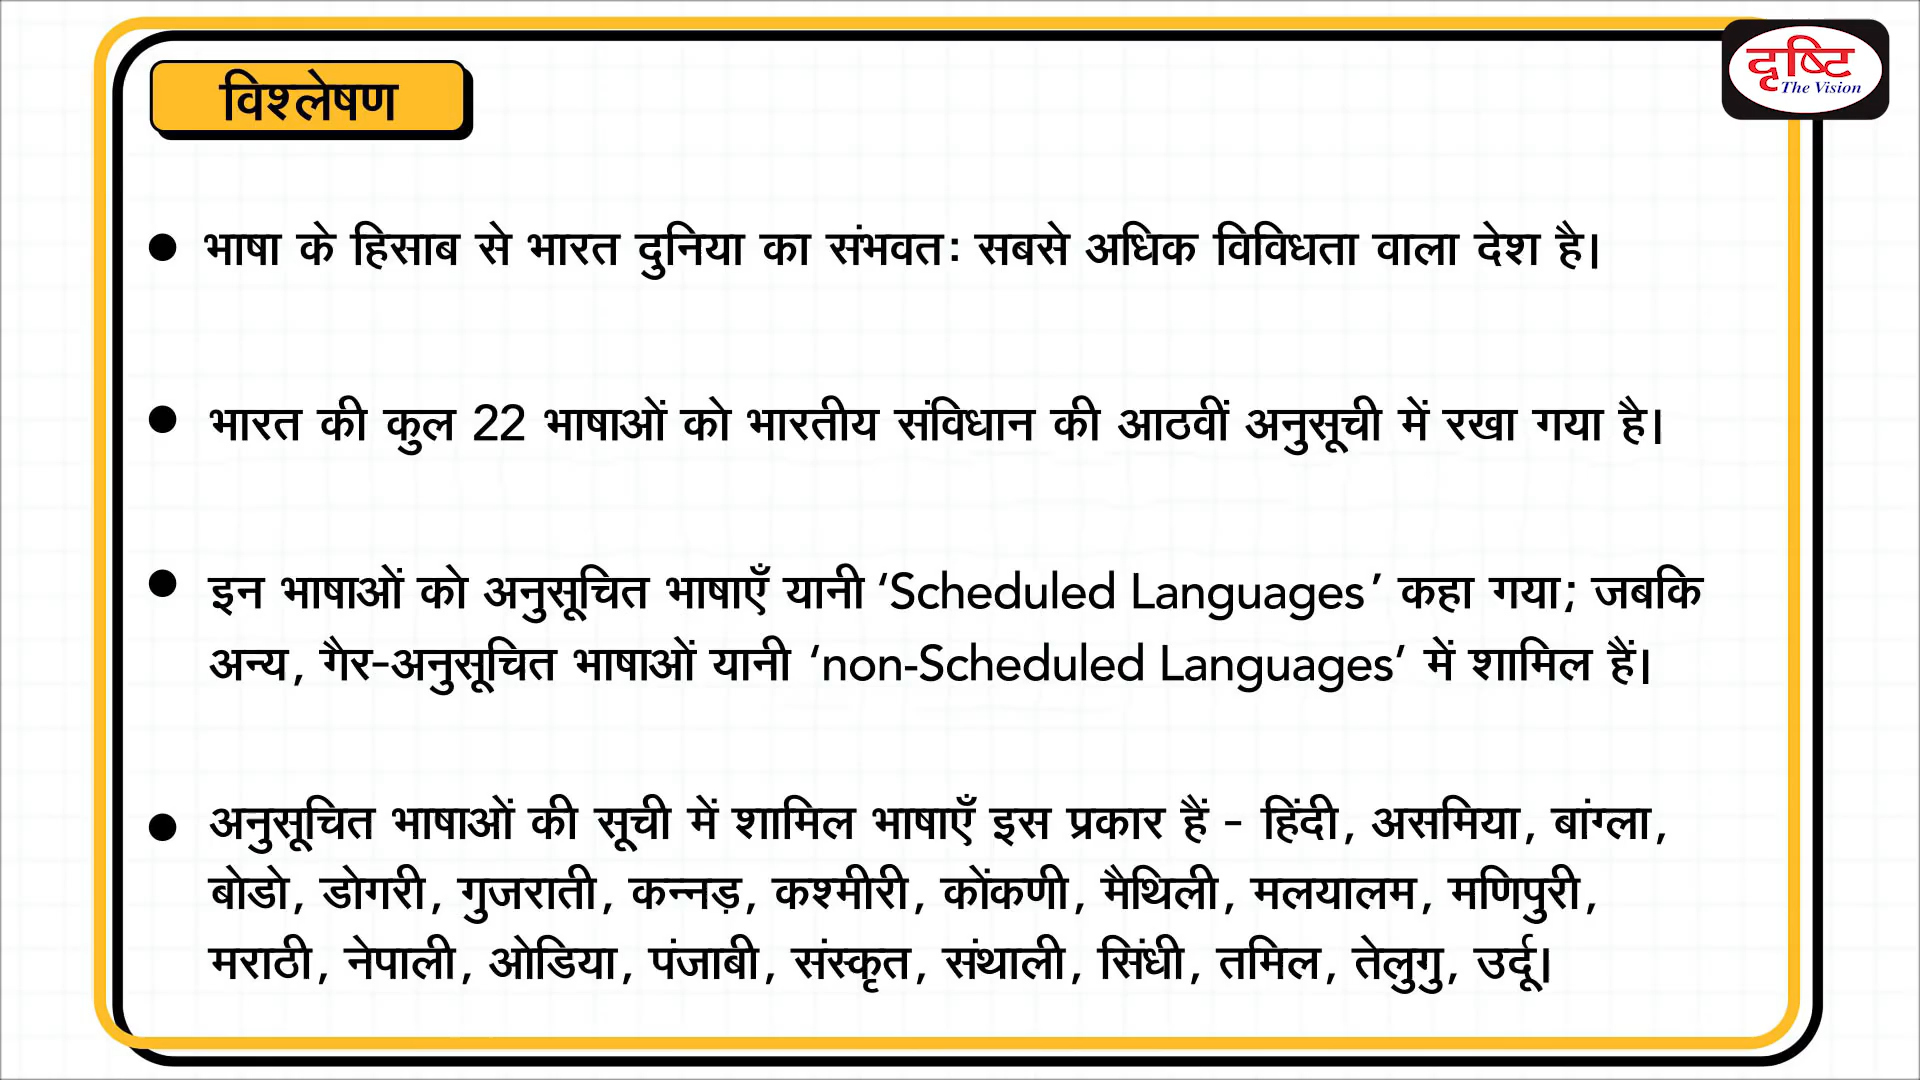 दृष्टि
The Vision
विश्लेषण
● भाषा के हिसाब से भारत दुनिया का संभवतः सबसे अधिक विविधता वाला देश है।
● भारत की कुल 22 भाषाओं को भारतीय संविधान की आठवीं अनुसूची में रखा गया है।
● इन भाषाओं को अनुसूचित भाषाएँ यानी ‘Scheduled Languages’ कहा गया; जबकि
अन्य, गैर-अनुसूचित भाषाओं यानी ‘non-Scheduled Languages’ में शामिल हैं।
● अनुसूचित भाषाओं की सूची में शामिल भाषाएँ इस प्रकार हैं - हिंदी, असमिया, बांग्ला,
बोडो, डोगरी, गुजराती, कन्नड़, कश्मीरी, कोंकणी, मैथिली, मलयालम, मणिपुरी,
मराठी, नेपाली, ओडिया, पंजाबी, संस्कृत, संथाली, सिंधी, तमिल, तेलुगु, उर्दू।